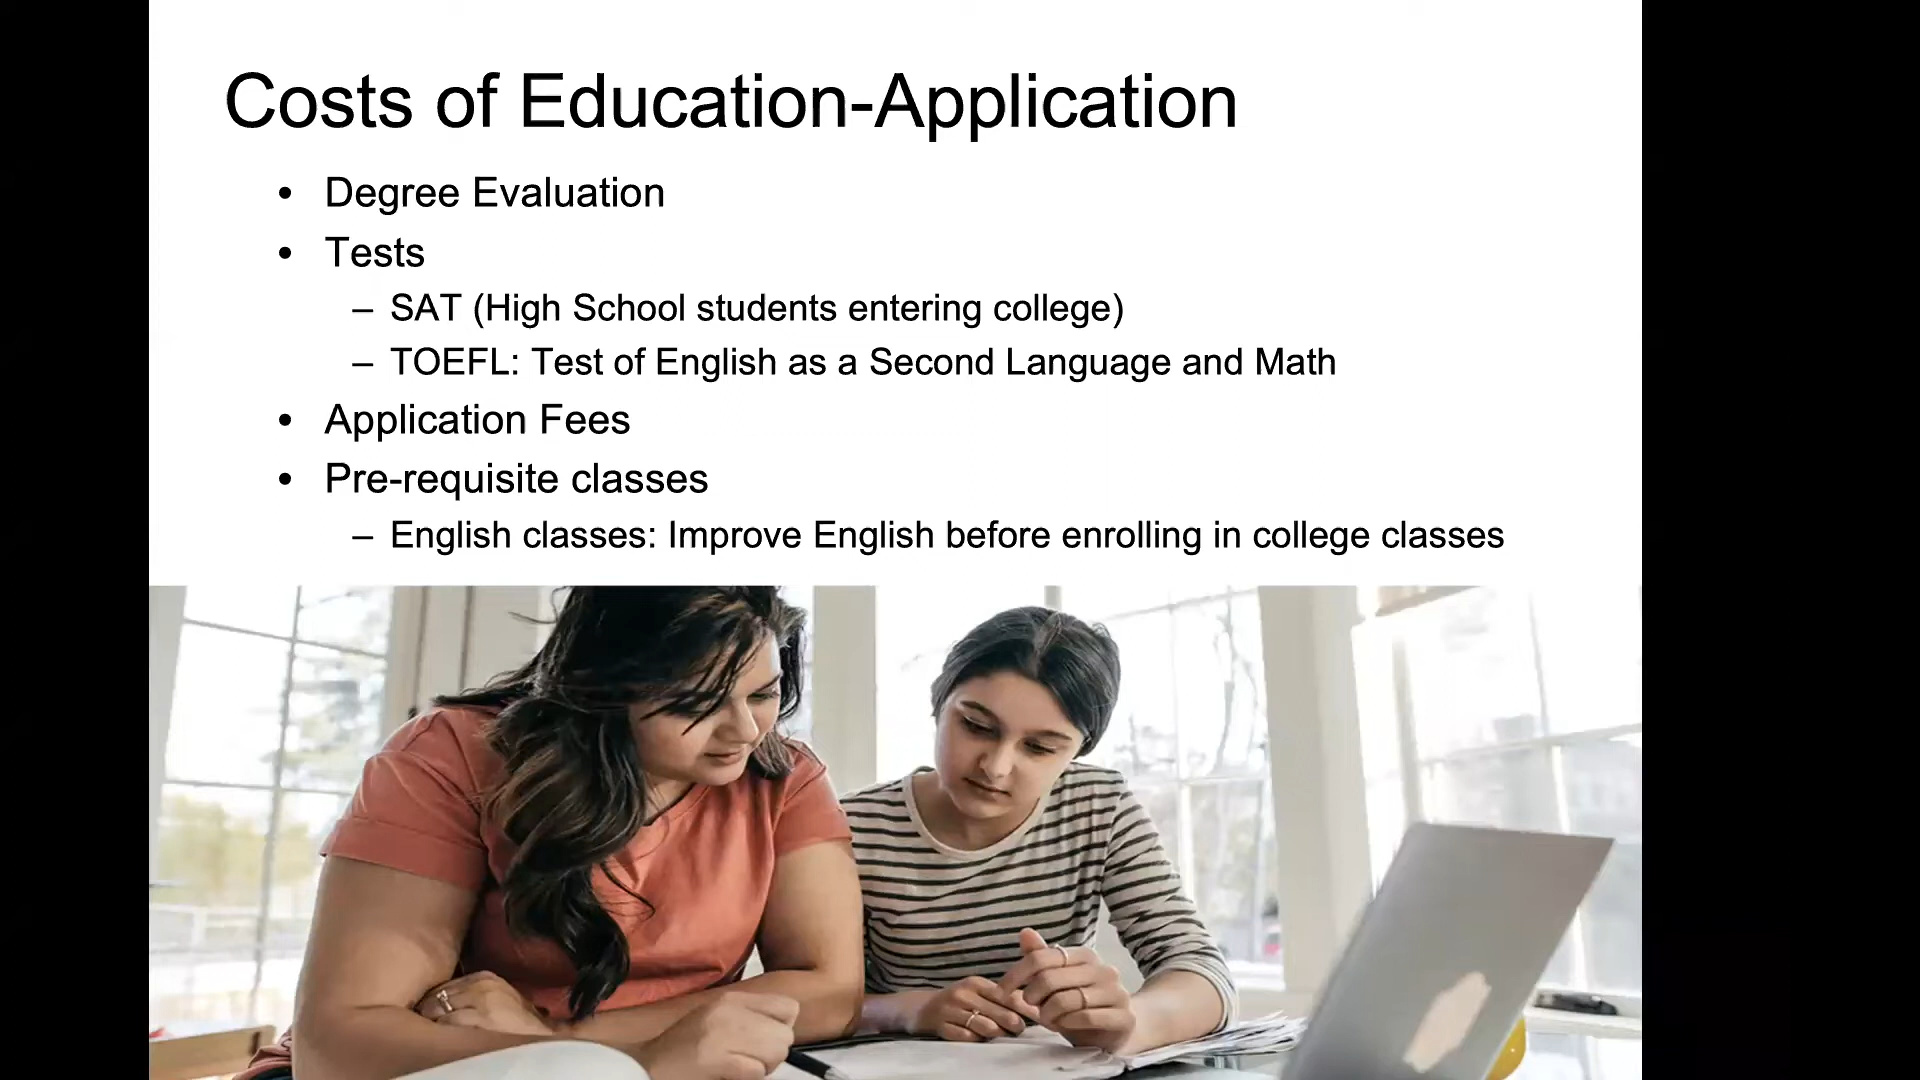 Costs of Education-Application
• Degree Evaluation
• Tests
– SAT (High School students entering college)
– TOEFL: Test of English as a Second Language and Math
• Application Fees
• Pre-requisite classes
– English classes: Improve English before enrolling in college classes